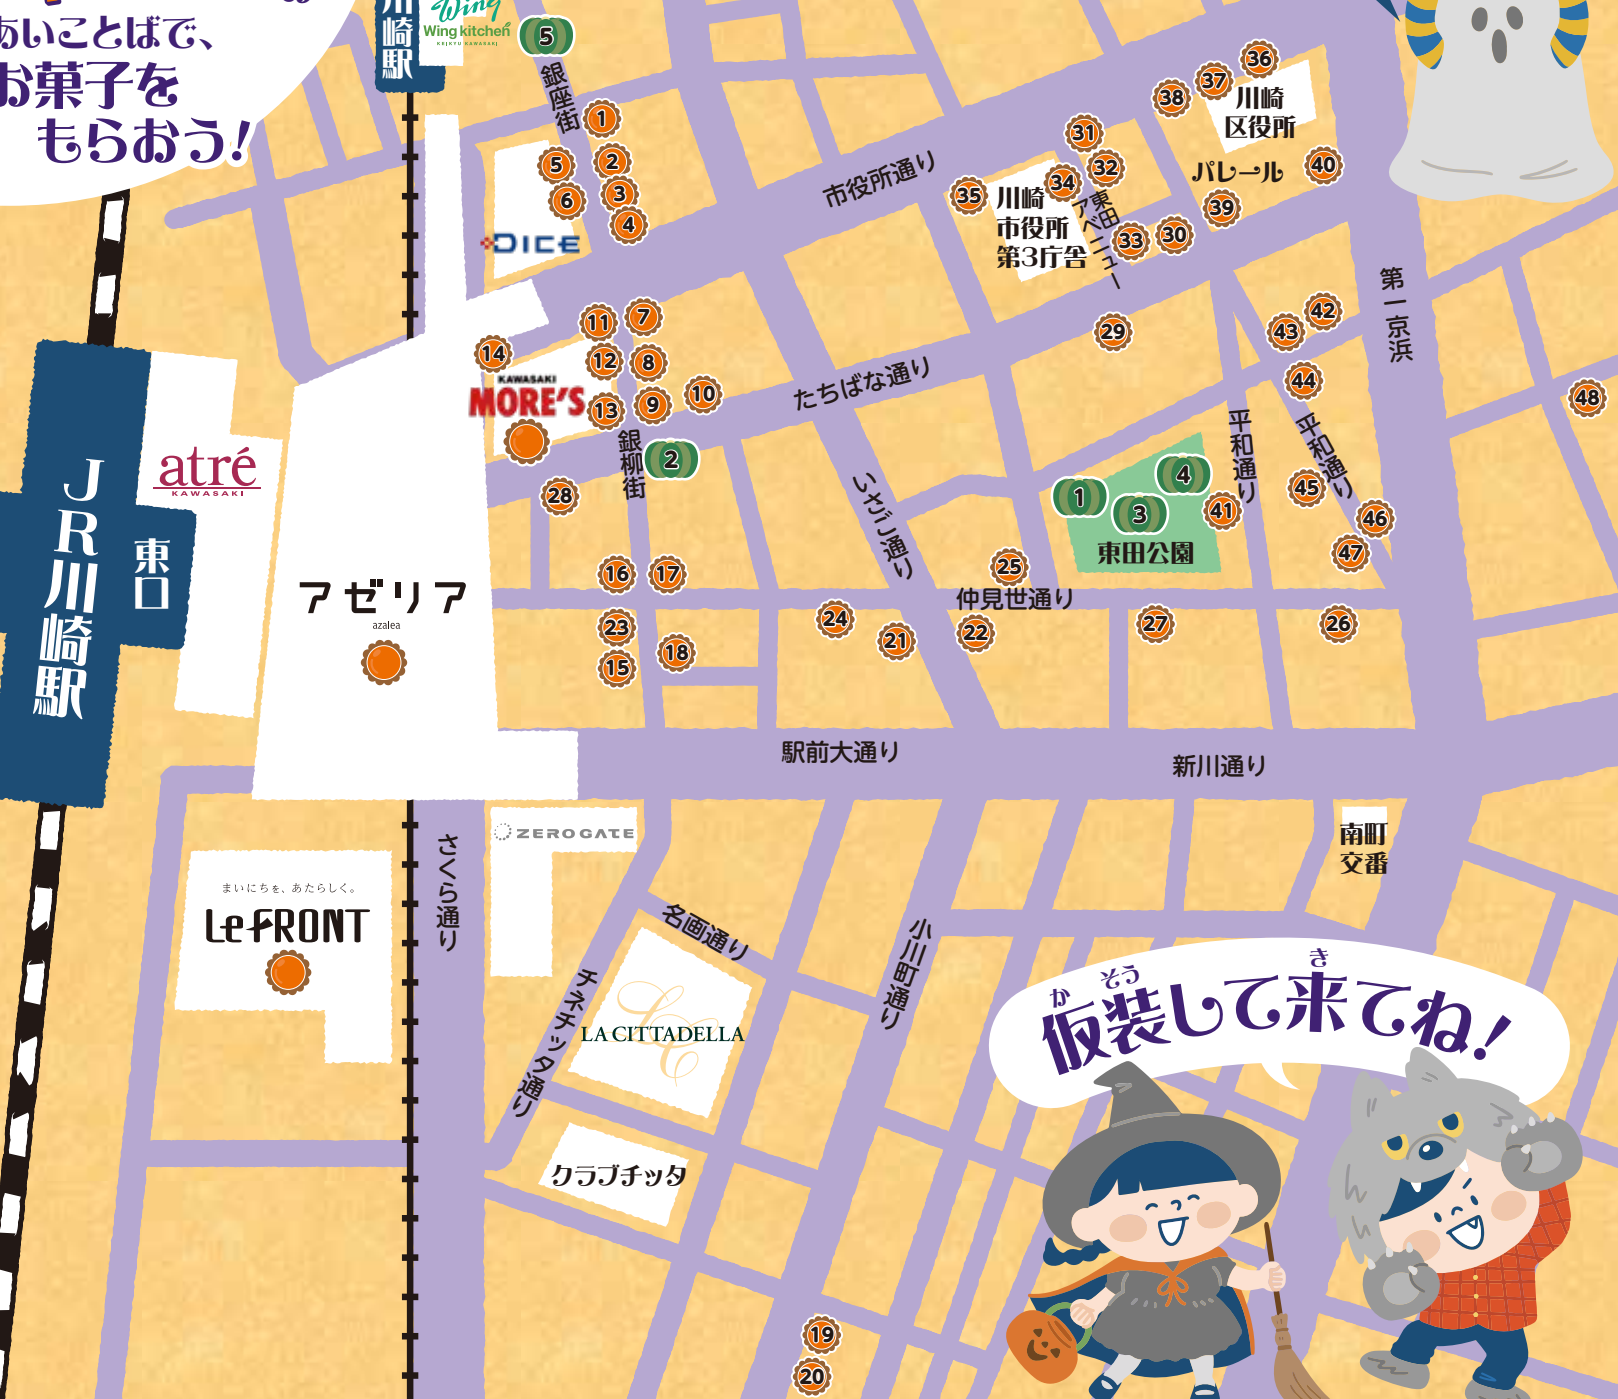 あいことばで、
お菓子を
もらおう!
川崎駅
Wing
Wing kitchen
KEIKYU KAWASAKI
5
銀座街
1
5
2
6
3
4
DICE
市役所通り
36
37
38
川崎
区役所
31
32
34
35
川崎
市役所
第3庁舎
東田
アベニュー
パレール
40
39
33
30
第一京浜
11
7
14
12
8
KAWASAKI
MORE'S
13
9
10
たちばな通り
29
42
43
44
48
銀柳街
2
28
いさご通り
平和通り
平和通り
1
4
3
41
東田公園
45
46
47
JR川崎駅
東口
atré
KAWASAKI
アゼリア
azalea
16
17
25
仲見世通り
23
15
18
24
21
22
27
26
駅前大通り
新川通り
さくら通り
ZERO GATE
南町
交番
まいにちを、あたらしく。
Le FRONT
名画通り
チネチッタ通り
LA CITTADELLA
小川町通り
クラブチッタ
か そう き
仮装して来てね!
19
20